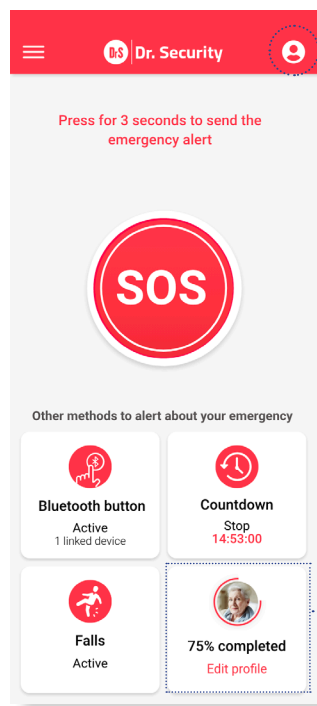 DrS Dr. Security
Press for 3 seconds to send the
emergency alert
SOS
Other methods to alert about your emergency
Bluetooth button
Active
1 linked device
Countdown
Stop
14:53:00
Falls
Active
75% completed
Edit profile